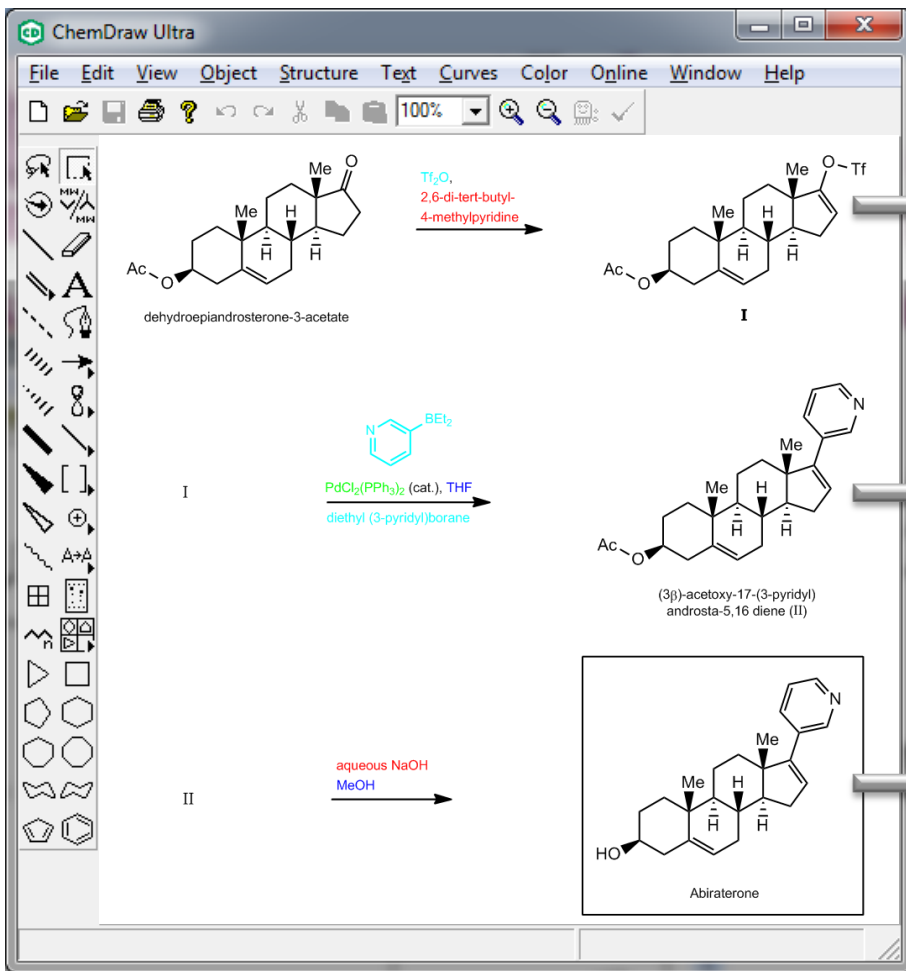 ChemDraw Ultra
File Edit View Object Structure Text Curves Color Online Window Help
100%
MW
MW
A
A A
n
Me O
Me H
H H
Ac O
dehydroepiandrosterone-3-acetate
Tf₂O,
2,6-di-tert-butyl-
4-methylpyridine
O Tf
Me
Me H
H H
Ac O
I
I
N BEt₂
PdCl₂(PPh₃)₂ (cat.), THF
diethyl (3-pyridyl)borane
N
Me
Me H
H H
Ac O
(3β)-acetoxy-17-(3-pyridyl)
androsta-5,16 diene (II)
II
aqueous NaOH
MeOH
N
Me
Me H
H H
HO
Abiraterone